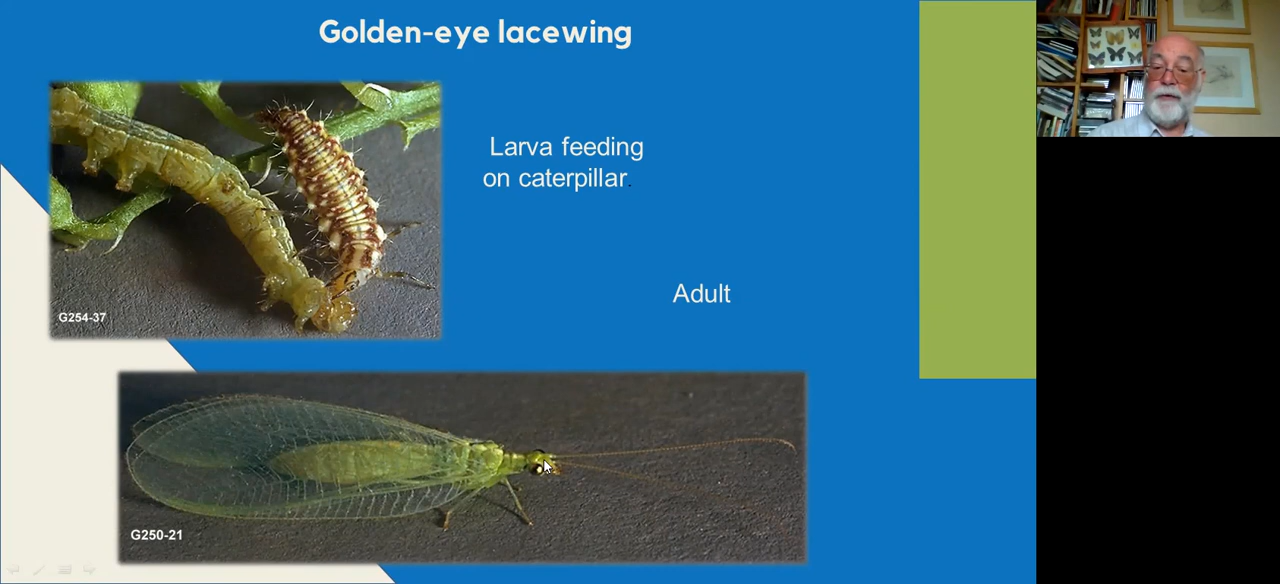 Golden-eye lacewing
Larva feeding
on caterpillar.
G254-37
Adult
G250-21